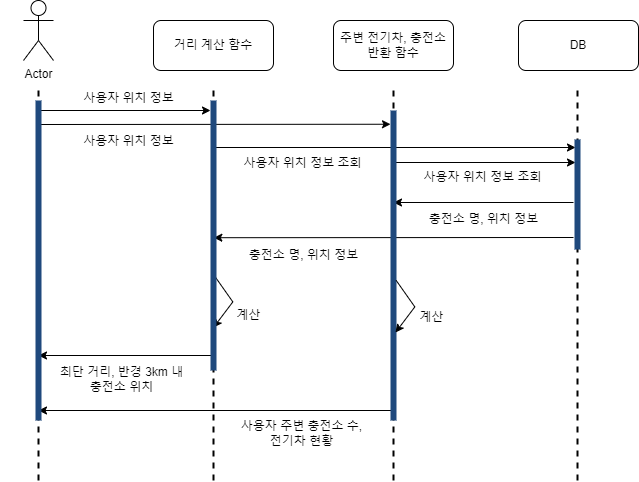 Actor
거리 계산 함수
주변 전기차, 충전소
반환 함수
DB
사용자 위치 정보
사용자 위치 정보
사용자 위치 정보 조회
사용자 위치 정보 조회
충전소 명, 위치 정보
충전소 명, 위치 정보
계산
계산
최단 거리, 반경 3km 내
충전소 위치
사용자 주변 충전소 수,
전기차 현황